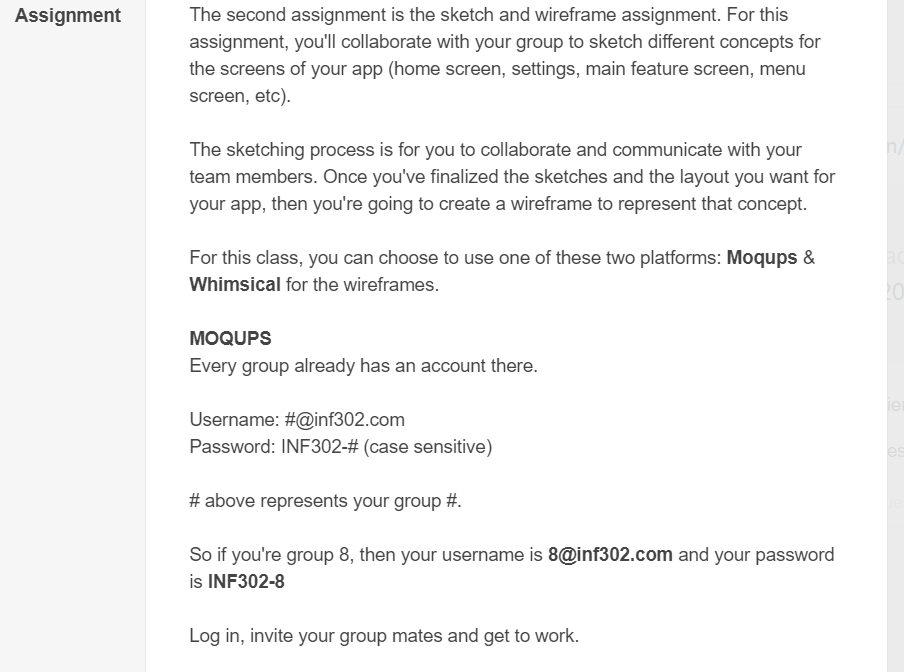 Assignment
The second assignment is the sketch and wireframe assignment. For this
assignment, you'll collaborate with your group to sketch different concepts for
the screens of your app (home screen, settings, main feature screen, menu
screen, etc).
The sketching process is for you to collaborate and communicate with your
team members. Once you've finalized the sketches and the layout you want for
your app, then you're going to create a wireframe to represent that concept.
For this class, you can choose to use one of these two platforms: Moqups &
Whimsical for the wireframes.
MOQUPS
Every group already has an account there.
Username: #@inf302.com
Password: INF302-# (case sensitive)
# above represents your group #.
So if you're group 8, then your username is 8@inf302.com and your password
is INF302-8
Log in, invite your group mates and get to work.